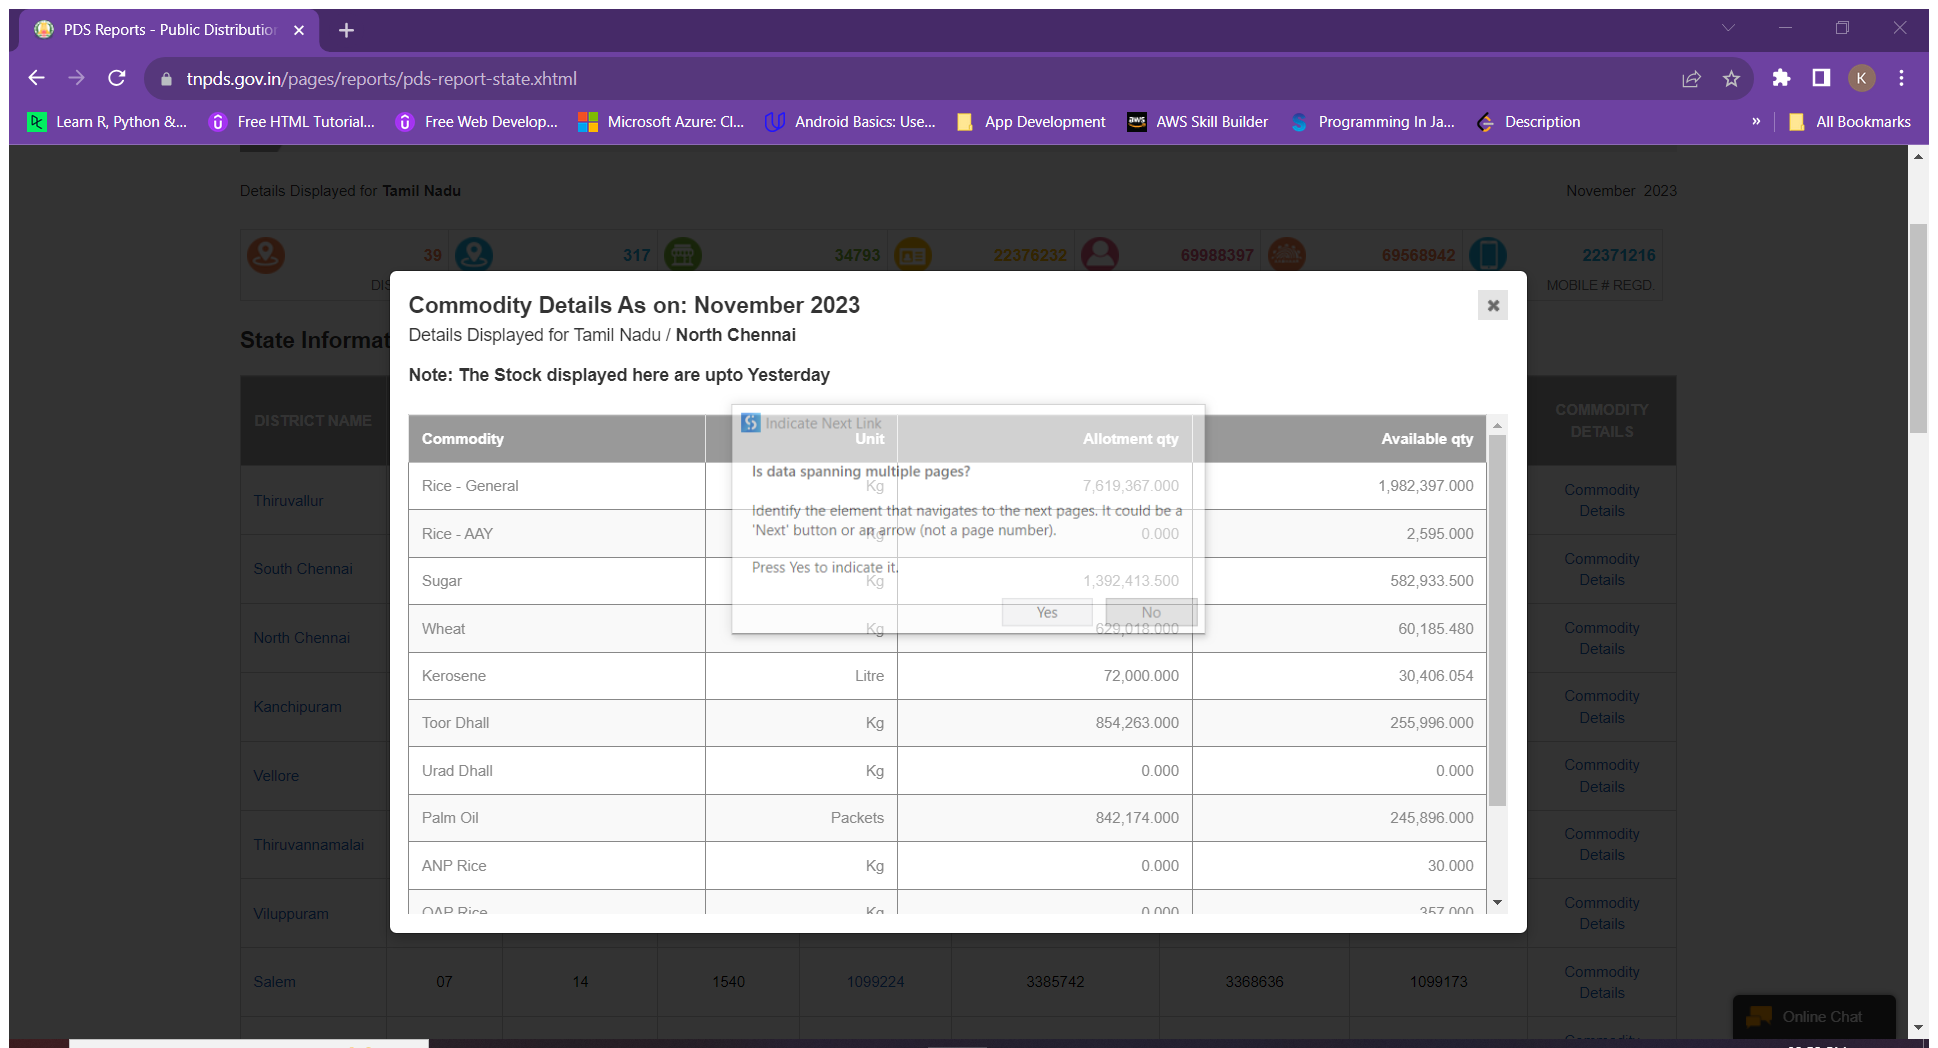 PDS Reports - Public Distribution
tnpds.gov.in/pages/reports/pds-report-state.xhtml
K
Learn R, Python &... Free HTML Tutorial... Free Web Develop... Microsoft Azure: Cl... Android Basics: Use... App Development AWS Skill Builder Programming In Ja... Description » All Bookmarks
Details Displayed for Tamil Nadu November 2023
39 317 34793 22376232 69988397 69568942 22371216
MOBILE # REGD.
Commodity Details As on: November 2023
Details Displayed for Tamil Nadu / North Chennai
Note: The Stock displayed here are upto Yesterday
Commodity Unit Allotment qty Available qty
Rice - General Kg 7,619,367.000 1,982,397.000
Rice - AAY Kg 0.000 2,595.000
Sugar Kg 1,392,413.500 582,933.500
Wheat Kg 629,018.000 60,185.480
Kerosene Litre 72,000.000 30,406.054
Toor Dhall Kg 854,263.000 255,996.000
Urad Dhall Kg 0.000 0.000
Palm Oil Packets 842,174.000 245,896.000
ANP Rice Kg 0.000 30.000
OAP Rice Kg 0.000 357.000
Indicate Next Link
Is data spanning multiple pages?
Identify the element that navigates to the next pages. It could be a
'Next' button or an arrow (not a page number).
Press Yes to indicate it.
Yes No
DISTRICT NAME COMMODITY
DETAILS
Thiruvallur Commodity
Details
South Chennai Commodity
Details
North Chennai Commodity
Details
Kanchipuram Commodity
Details
Vellore Commodity
Details
Thiruvannamalai Commodity
Details
Viluppuram Commodity
Details
Salem 07 14 1540 1099224 3385742 3368636 1099173 Commodity
Details
Online Chat